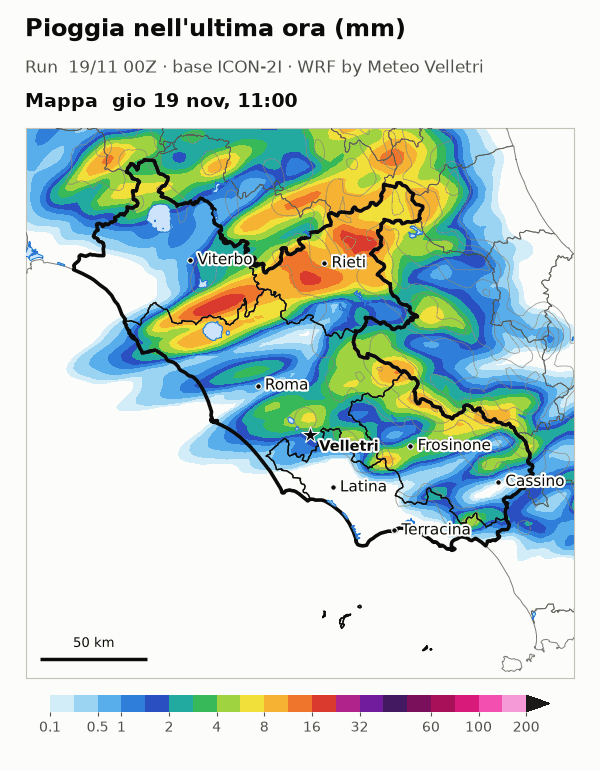 Pioggia nell'ultima ora (mm)
Run  19/11 00Z · base ICON-2I · WRF by Meteo Velletri
Mappa  gio 19 nov, 11:00
Viterbo
Rieti
Roma
Velletri
Frosinone
Cassino
Latina
Terracina
50 km
0.1 0.5 1 2 4 8 16 32 60 100 200